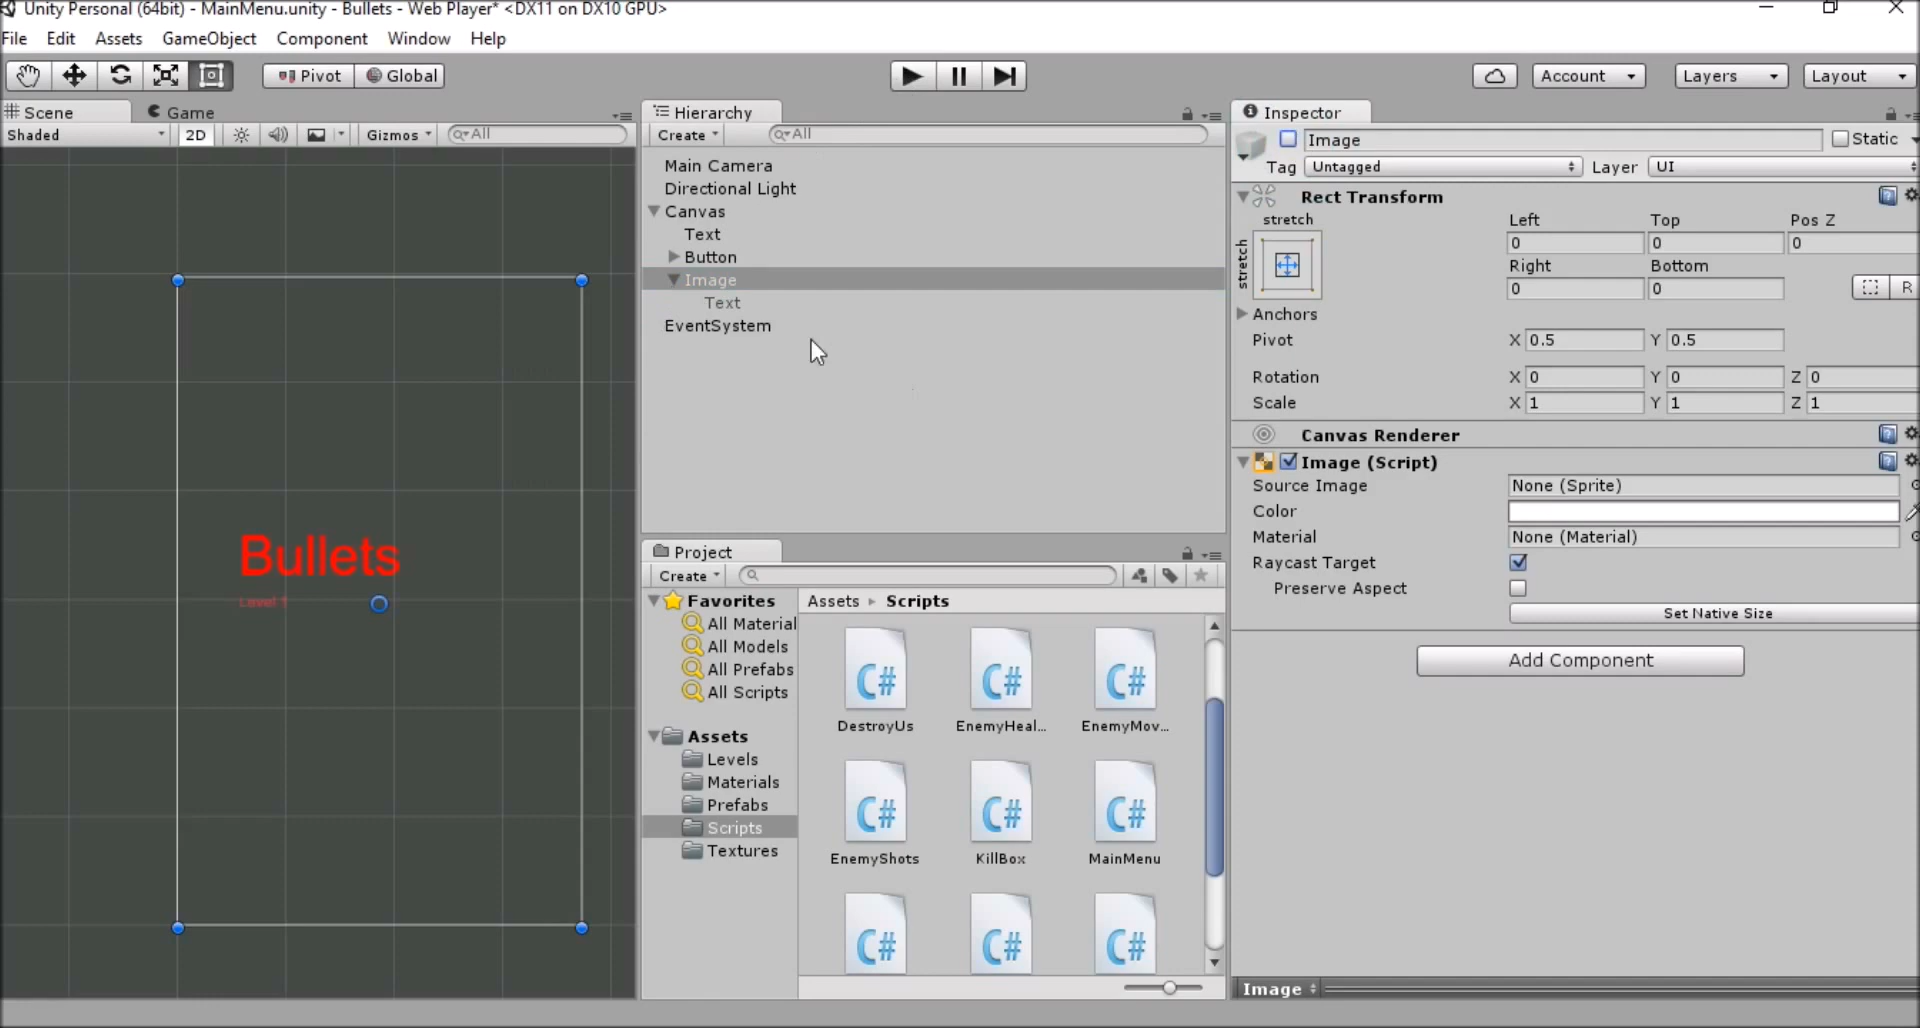 Unity Personal (64bit) - MainMenu.unity - Bullets - Web Player* <DX11 on DX10 GPU>
File Edit Assets GameObject Component Window Help
Pivot Global Account Layers Layout
Scene Game
Shaded 2D Gizmos All
Bullets
Level 1
Hierarchy
Create All
Main Camera
Directional Light
Canvas
Text
Button
Image
Text
EventSystem
Project
Create
Favorites
All Material
All Models
All Prefabs
All Scripts
Assets
Levels
Materials
Prefabs
Scripts
Textures
Assets Scripts
C# C# C#
DestroyUs EnemyHeal... EnemyMov...
C# C# C#
EnemyShots KillBox MainMenu
C# C# C#
Inspector
Image Static
Tag Untagged Layer UI
Rect Transform
stretch Left Top Pos Z
stretch 0 0 0
Right Bottom
0 0 R
Anchors
Pivot X 0.5 Y 0.5
Rotation X 0 Y 0 Z 0
Scale X 1 Y 1 Z 1
Canvas Renderer
Image (Script)
Source Image None (Sprite)
Color
Material None (Material)
Raycast Target
Preserve Aspect
Set Native Size
Add Component
Image